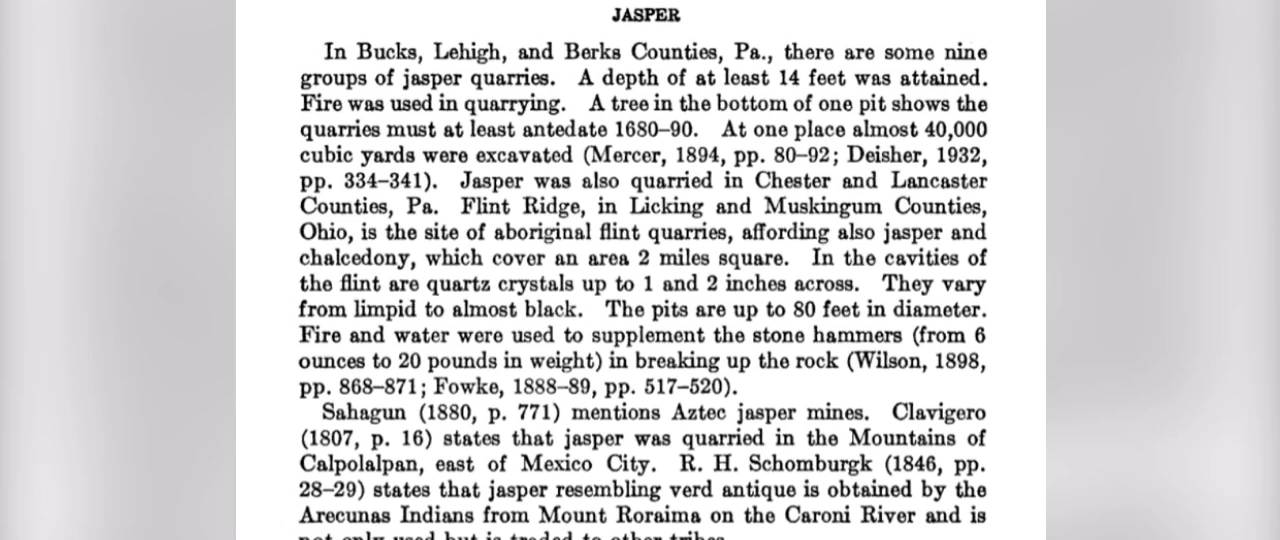 JASPER
In Bucks, Lehigh, and Berks Counties, Pa., there are some nine
groups of jasper quarries. A depth of at least 14 feet was attained.
Fire was used in quarrying. A tree in the bottom of one pit shows the
quarries must at least antedate 1680–90. At one place almost 40,000
cubic yards were excavated (Mercer, 1894, pp. 80–92; Deisher, 1932,
pp. 334–341). Jasper was also quarried in Chester and Lancaster
Counties, Pa. Flint Ridge, in Licking and Muskingum Counties,
Ohio, is the site of aboriginal flint quarries, affording also jasper and
chalcedony, which cover an area 2 miles square. In the cavities of
the flint are quartz crystals up to 1 and 2 inches across. They vary
from limpid to almost black. The pits are up to 80 feet in diameter.
Fire and water were used to supplement the stone hammers (from 6
ounces to 20 pounds in weight) in breaking up the rock (Wilson, 1898,
pp. 868–871; Fowke, 1888–89, pp. 517–520).
Sahagun (1880, p. 771) mentions Aztec jasper mines. Clavigero
(1807, p. 16) states that jasper was quarried in the Mountains of
Calpolalpan, east of Mexico City. R. H. Schomburgk (1846, pp.
28–29) states that jasper resembling verd antique is obtained by the
Arecunas Indians from Mount Roraima on the Caroni River and is
not only used but is traded to other tribes.